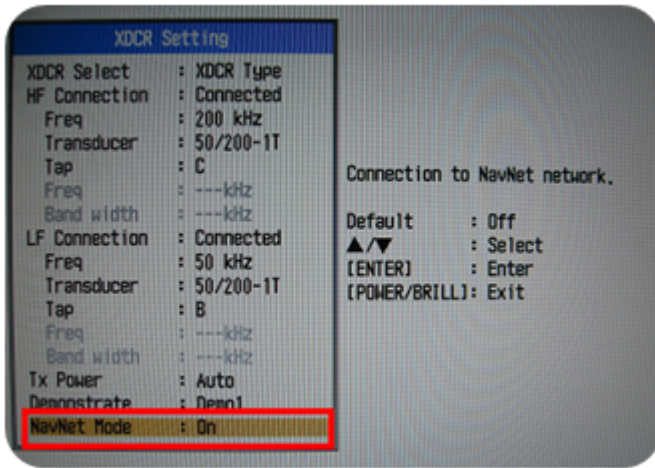 XDCR Setting
XDCR Select : XDCR Type
HF Connection : Connected
Freq : 200 kHz
Transducer : 50/200-1T
Tap : C
Freq : ---kHz
Band width : ---kHz
LF Connection : Connected
Freq : 50 kHz
Transducer : 50/200-1T
Tap : B
Freq : ---kHz
Band width : ---kHz
Tx Power : Auto
Demonstrate : Demo1
NavNet Mode : On
Connection to NavNet network.
Default : Off
▲/▼ : Select
[ENTER] : Enter
[POWER/BRILL]: Exit